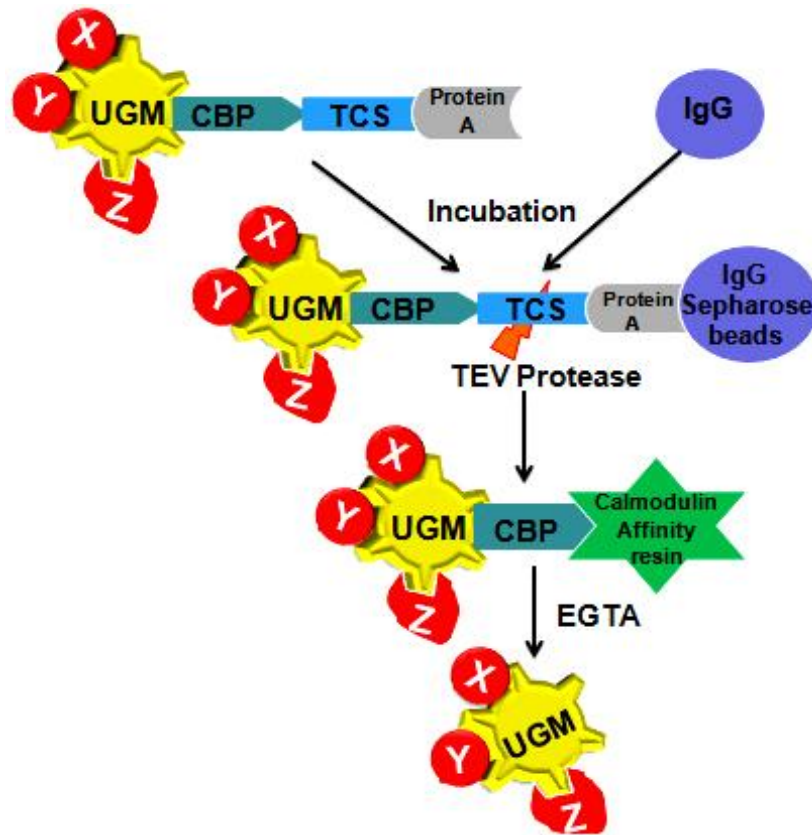 X
Y
UGM
CBP
TCS
Protein
A
Z
IgG
Incubation
X
Y
UGM
CBP
TCS
Protein
A
IgG
Sepharose
beads
Z
TEV Protease
X
Y
UGM
CBP
Calmodulin
Affinity
resin
Z
EGTA
X
Y
UGM
Z